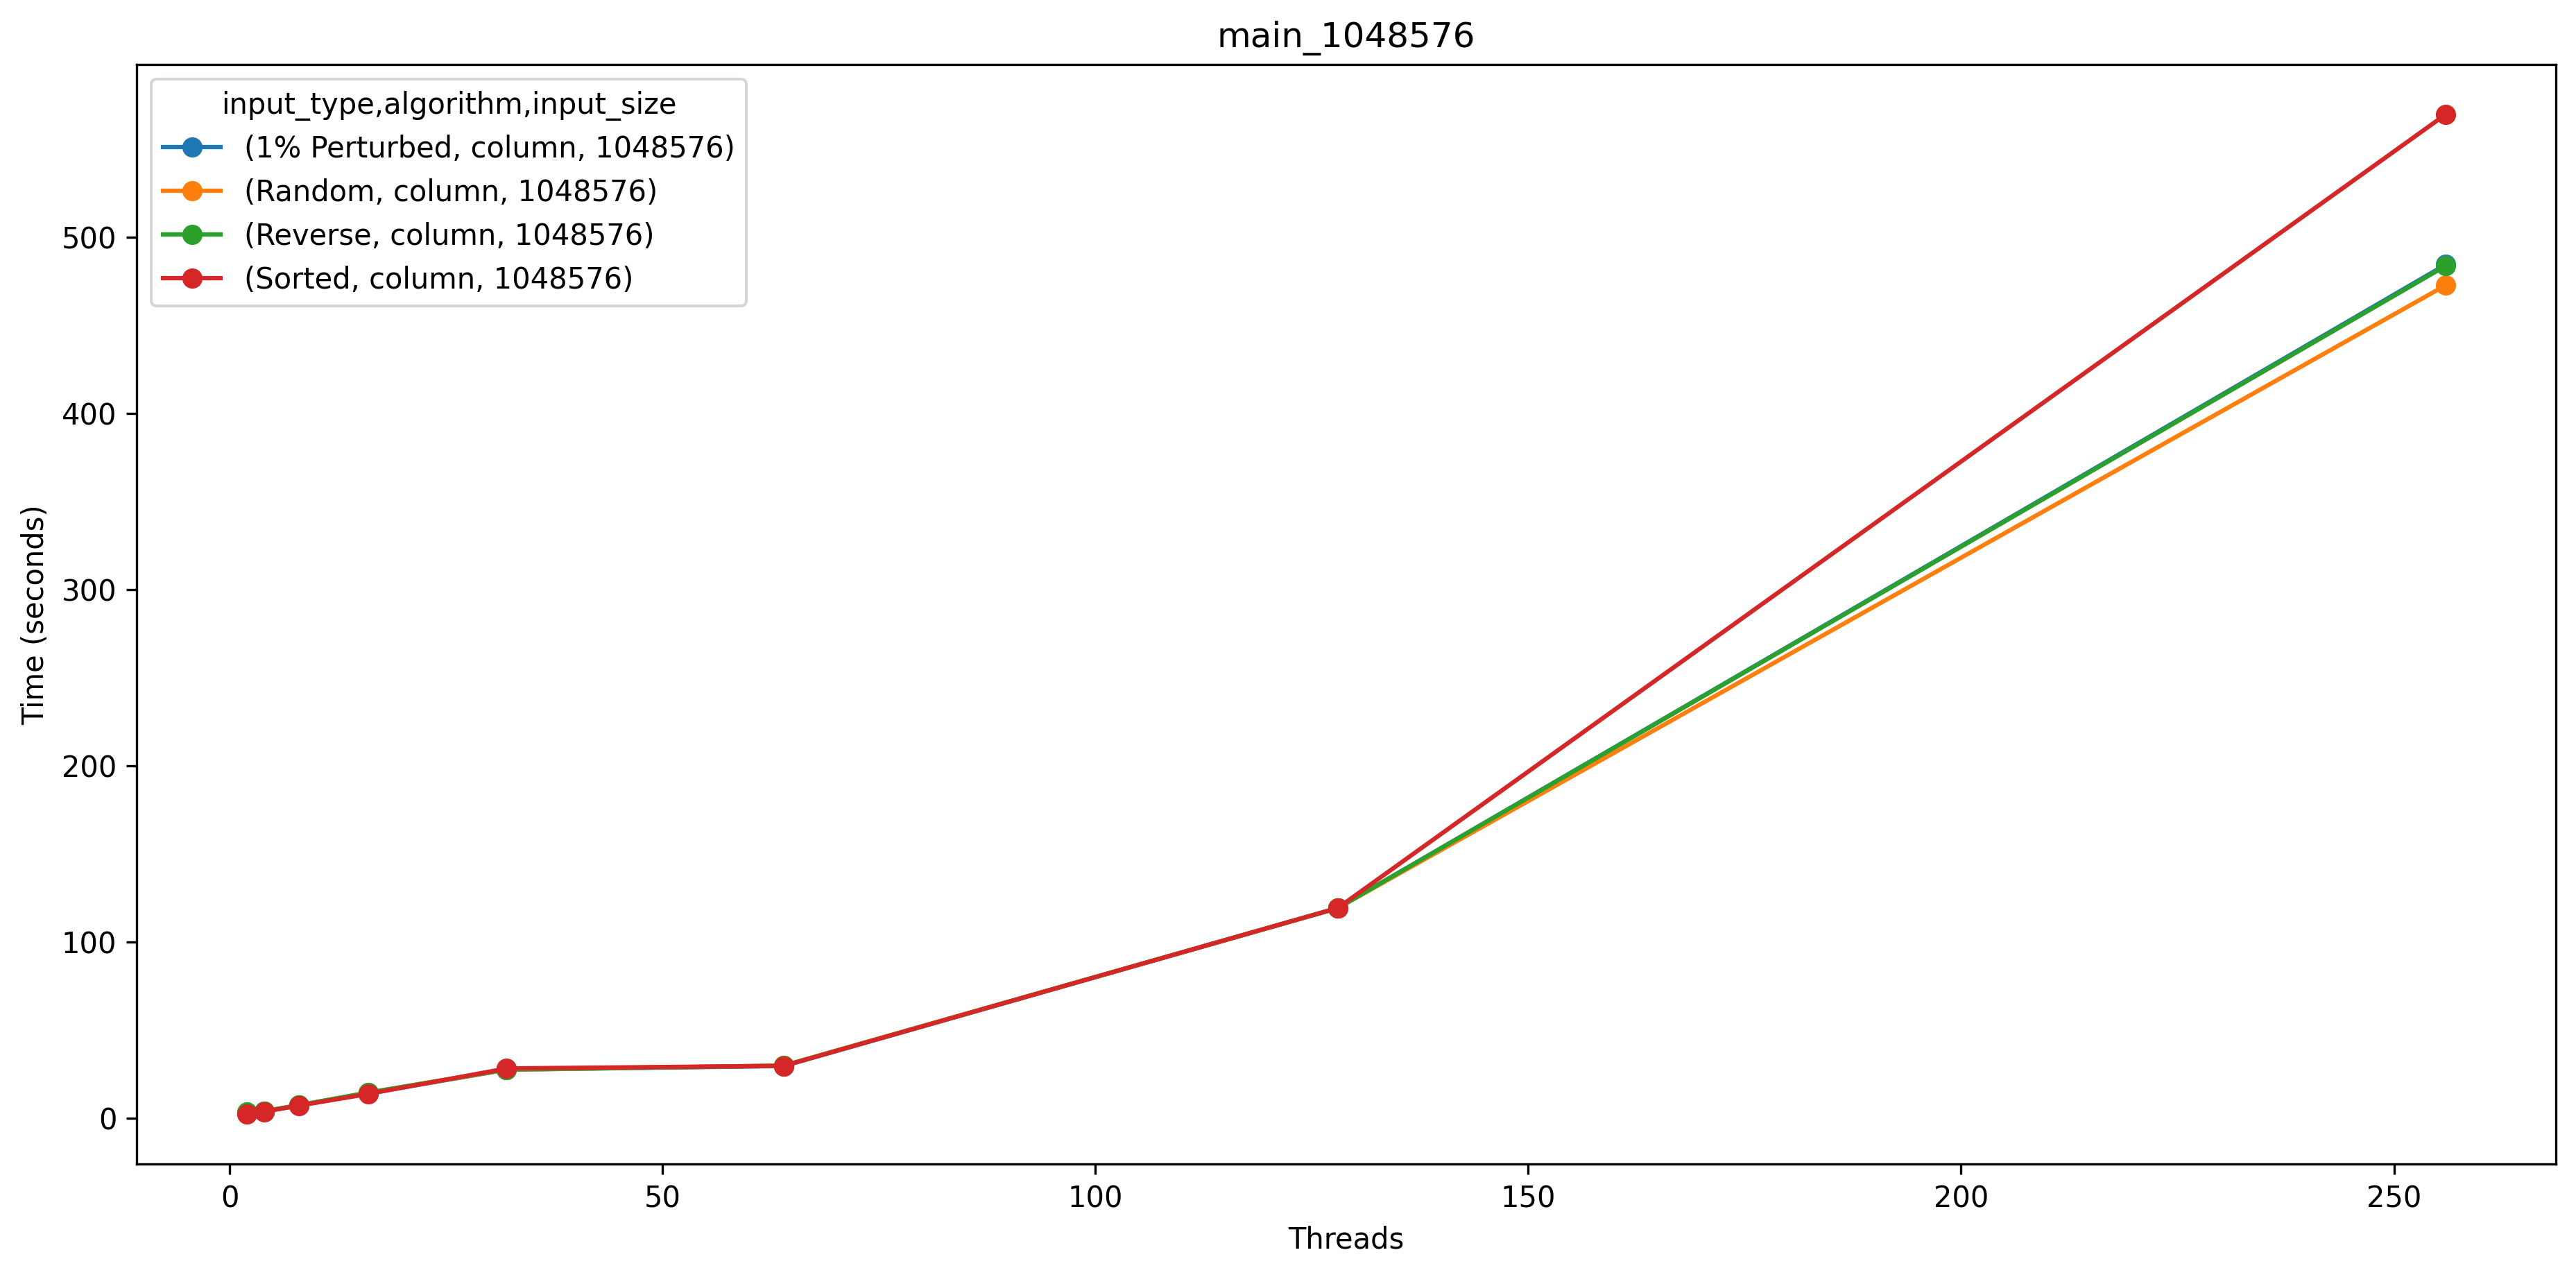 main_1048576
input_type,algorithm,input_size
(1% Perturbed, column, 1048576)
(Random, column, 1048576)
(Reverse, column, 1048576)
(Sorted, column, 1048576)
Time (seconds)
500
400
300
200
100
0
0 50 100 150 200 250
Threads